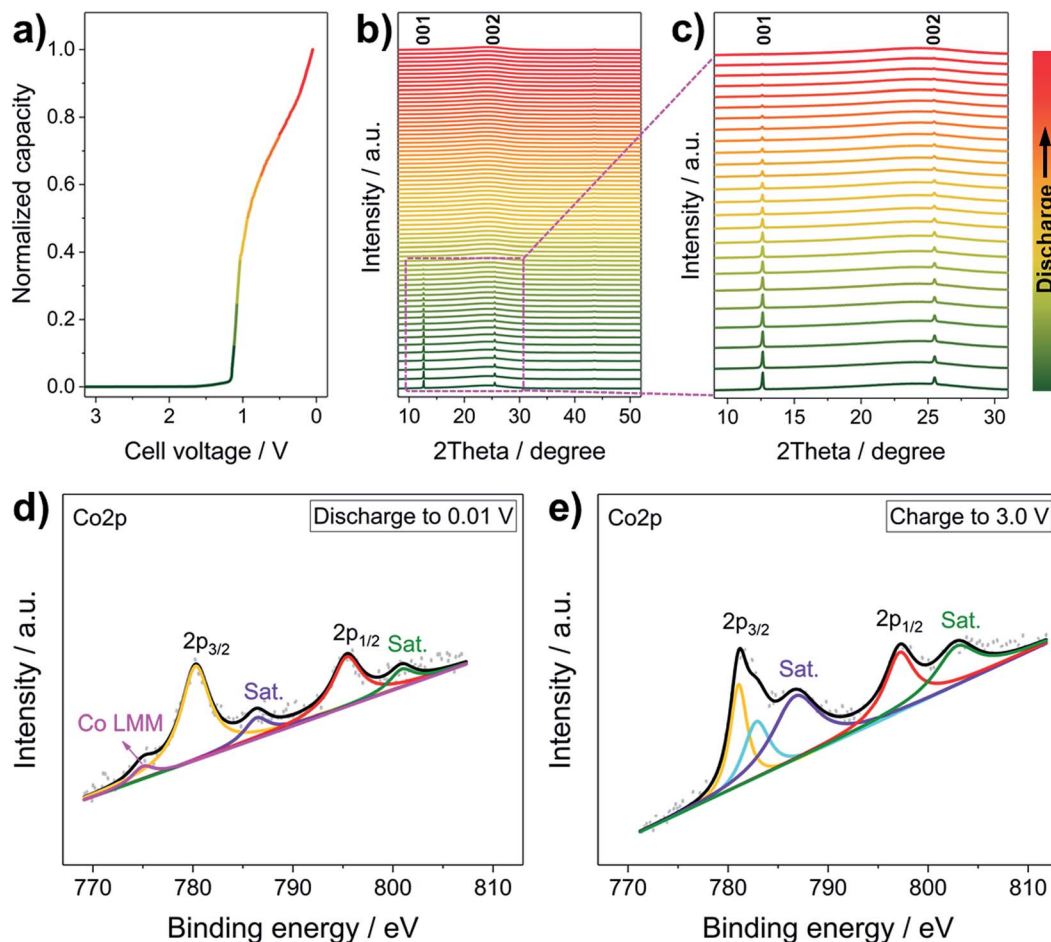 a)
1.0
0.8
0.6
0.4
0.2
0.0
Normalized capacity
3
2
1
0
Cell voltage / V
b)
001
002
Intensity / a.u.
10
20
30
40
50
2Theta / degree
c)
001
002
Intensity / a.u.
10
15
20
25
30
2Theta / degree
Discharge
d)
Co2p
Discharge to 0.01 V
Intensity / a.u.
Co LMM
2p3/2
Sat.
2p1/2
Sat.
770
780
790
800
810
Binding energy / eV
e)
Co2p
Charge to 3.0 V
Intensity / a.u.
2p3/2
Sat.
2p1/2
Sat.
770
780
790
800
810
Binding energy / eV